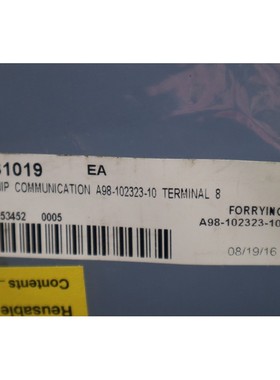 1019 EA
IP COMMUNICATION A98-102323-10 TERMINAL 8
FORRYING
53452 0005
A98-102323-10
08/19/16
Contents
Reusable